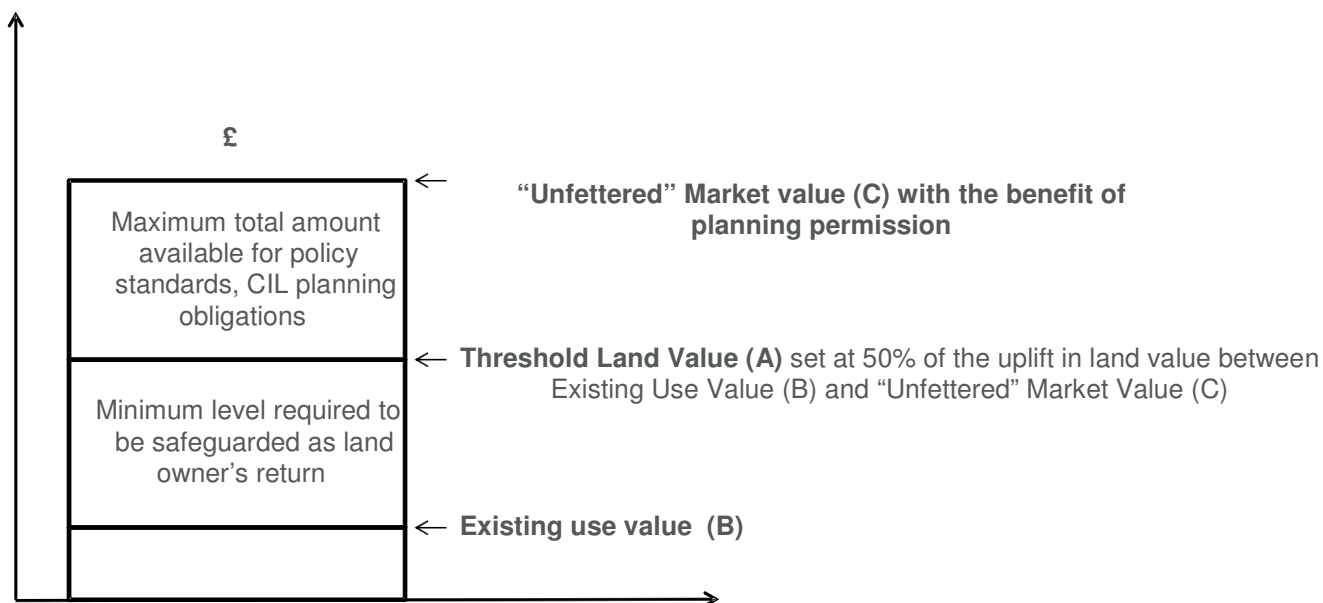 £
“Unfettered” Market value (C) with the benefit of
planning permission
Maximum total amount
available for policy
standards, CIL planning
obligations
Threshold Land Value (A) set at 50% of the uplift in land value between
Existing Use Value (B) and “Unfettered” Market Value (C)
Minimum level required to
be safeguarded as land
owner’s return
Existing use value (B)